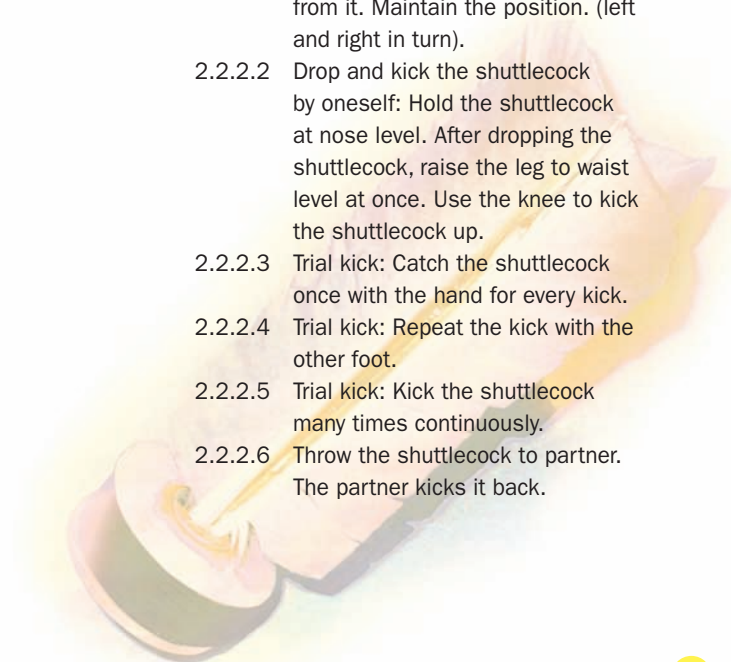 from it. Maintain the position. (left
and right in turn).
2.2.2.2 Drop and kick the shuttlecock
by oneself: Hold the shuttlecock
at nose level. After dropping the
shuttlecock, raise the leg to waist
level at once. Use the knee to kick
the shuttlecock up.
2.2.2.3 Trial kick: Catch the shuttlecock
once with the hand for every kick.
2.2.2.4 Trial kick: Repeat the kick with the
other foot.
2.2.2.5 Trial kick: Kick the shuttlecock
many times continuously.
2.2.2.6 Throw the shuttlecock to partner.
The partner kicks it back.